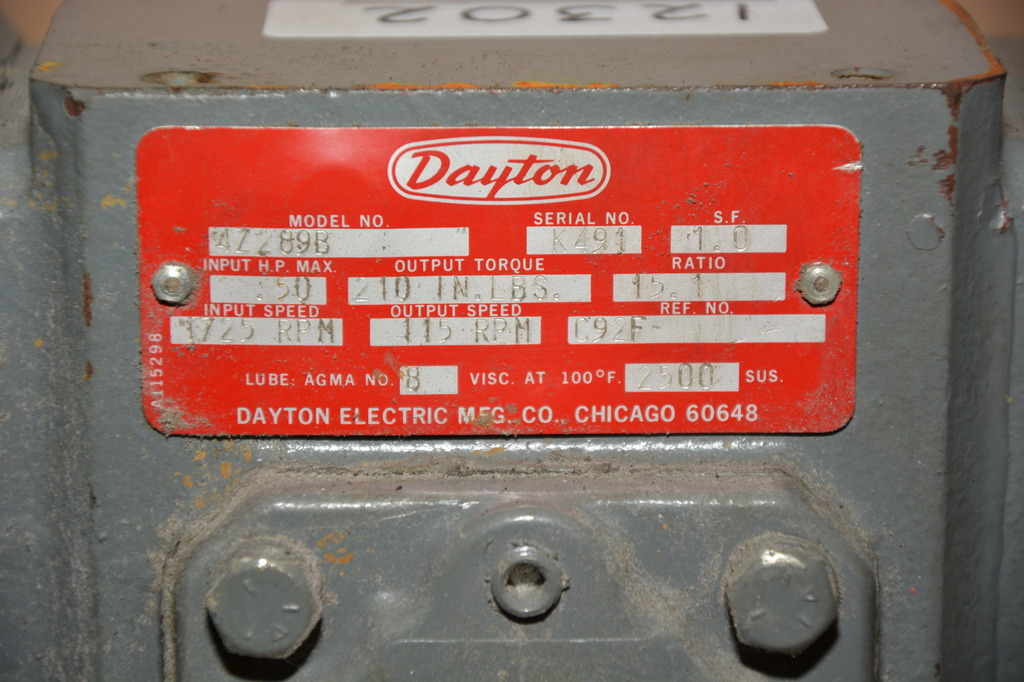 12302
Dayton
MODEL NO. SERIAL NO. S.F.
4Z289B K491 1.0
INPUT H.P. MAX. OUTPUT TORQUE RATIO
.50 210 IN.LBS. 15.1
INPUT SPEED OUTPUT SPEED REF. NO.
1725 RPM 115 RPM C92F-
LUBE: AGMA NO. 8 VISC. AT 100°F. 2500 SUS.
DAYTON ELECTRIC MFG. CO., CHICAGO 60648
A115298